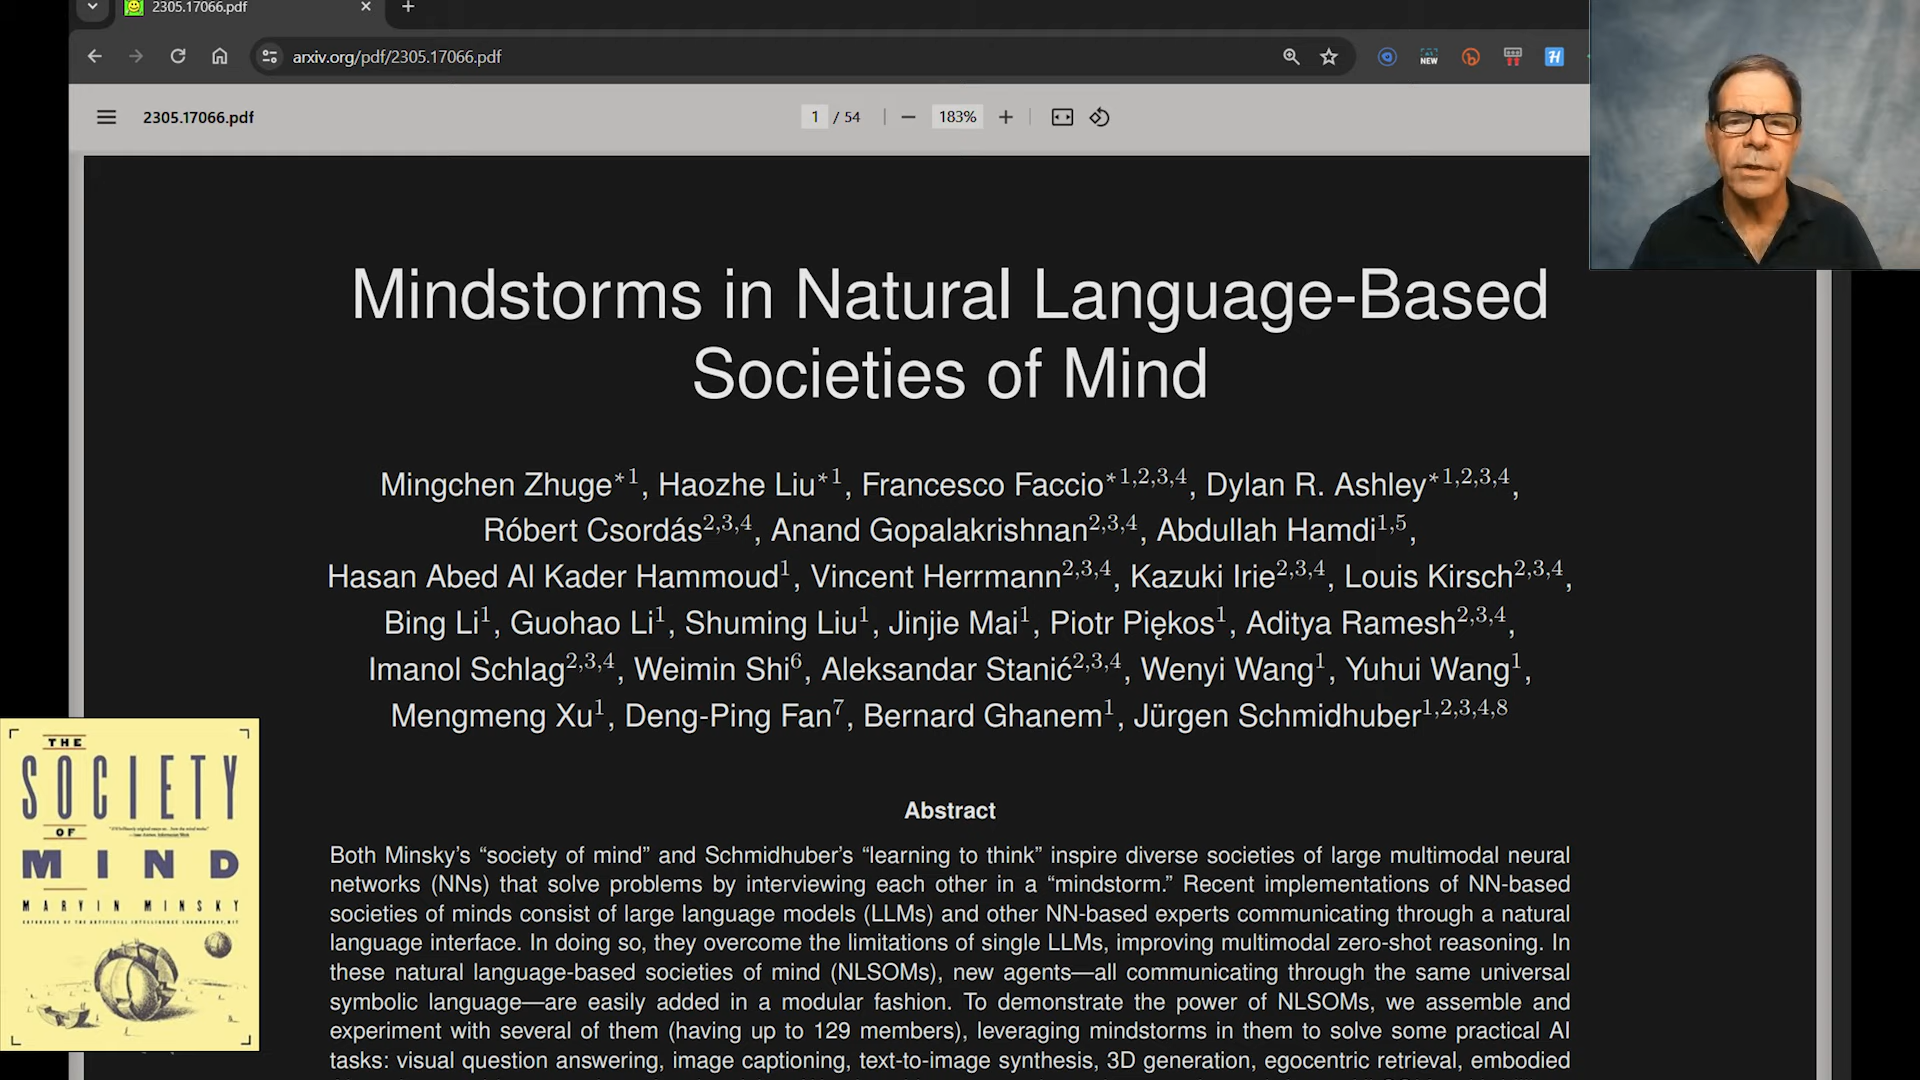 2305.17066.pdf
arxiv.org/pdf/2305.17066.pdf
NEW
2305.17066.pdf
1 / 54
183%
Mindstorms in Natural Language-Based
Societies of Mind
Mingchen Zhuge*1, Haozhe Liu*1, Francesco Faccio*1,2,3,4, Dylan R. Ashley*1,2,3,4,
Róbert Csordás2,3,4, Anand Gopalakrishnan2,3,4, Abdullah Hamdi1,5,
Hasan Abed Al Kader Hammoud1, Vincent Herrmann2,3,4, Kazuki Irie2,3,4, Louis Kirsch2,3,4,
Bing Li1, Guohao Li1, Shuming Liu1, Jinjie Mai1, Piotr Piękos1, Aditya Ramesh2,3,4,
Imanol Schlag2,3,4, Weimin Shi6, Aleksandar Stanić2,3,4, Wenyi Wang1, Yuhui Wang1,
Mengmeng Xu1, Deng-Ping Fan7, Bernard Ghanem1, Jürgen Schmidhuber1,2,3,4,8
Abstract
Both Minsky's “society of mind” and Schmidhuber's “learning to think” inspire diverse societies of large multimodal neural
networks (NNs) that solve problems by interviewing each other in a “mindstorm.” Recent implementations of NN-based
societies of minds consist of large language models (LLMs) and other NN-based experts communicating through a natural
language interface. In doing so, they overcome the limitations of single LLMs, improving multimodal zero-shot reasoning. In
these natural language-based societies of mind (NLSOMs), new agents—all communicating through the same universal
symbolic language—are easily added in a modular fashion. To demonstrate the power of NLSOMs, we assemble and
experiment with several of them (having up to 129 members), leveraging mindstorms in them to solve some practical AI
tasks: visual question answering, image captioning, text-to-image synthesis, 3D generation, egocentric retrieval, embodied
THE
SOCIETY
OF
MIND
MARVIN MINSKY